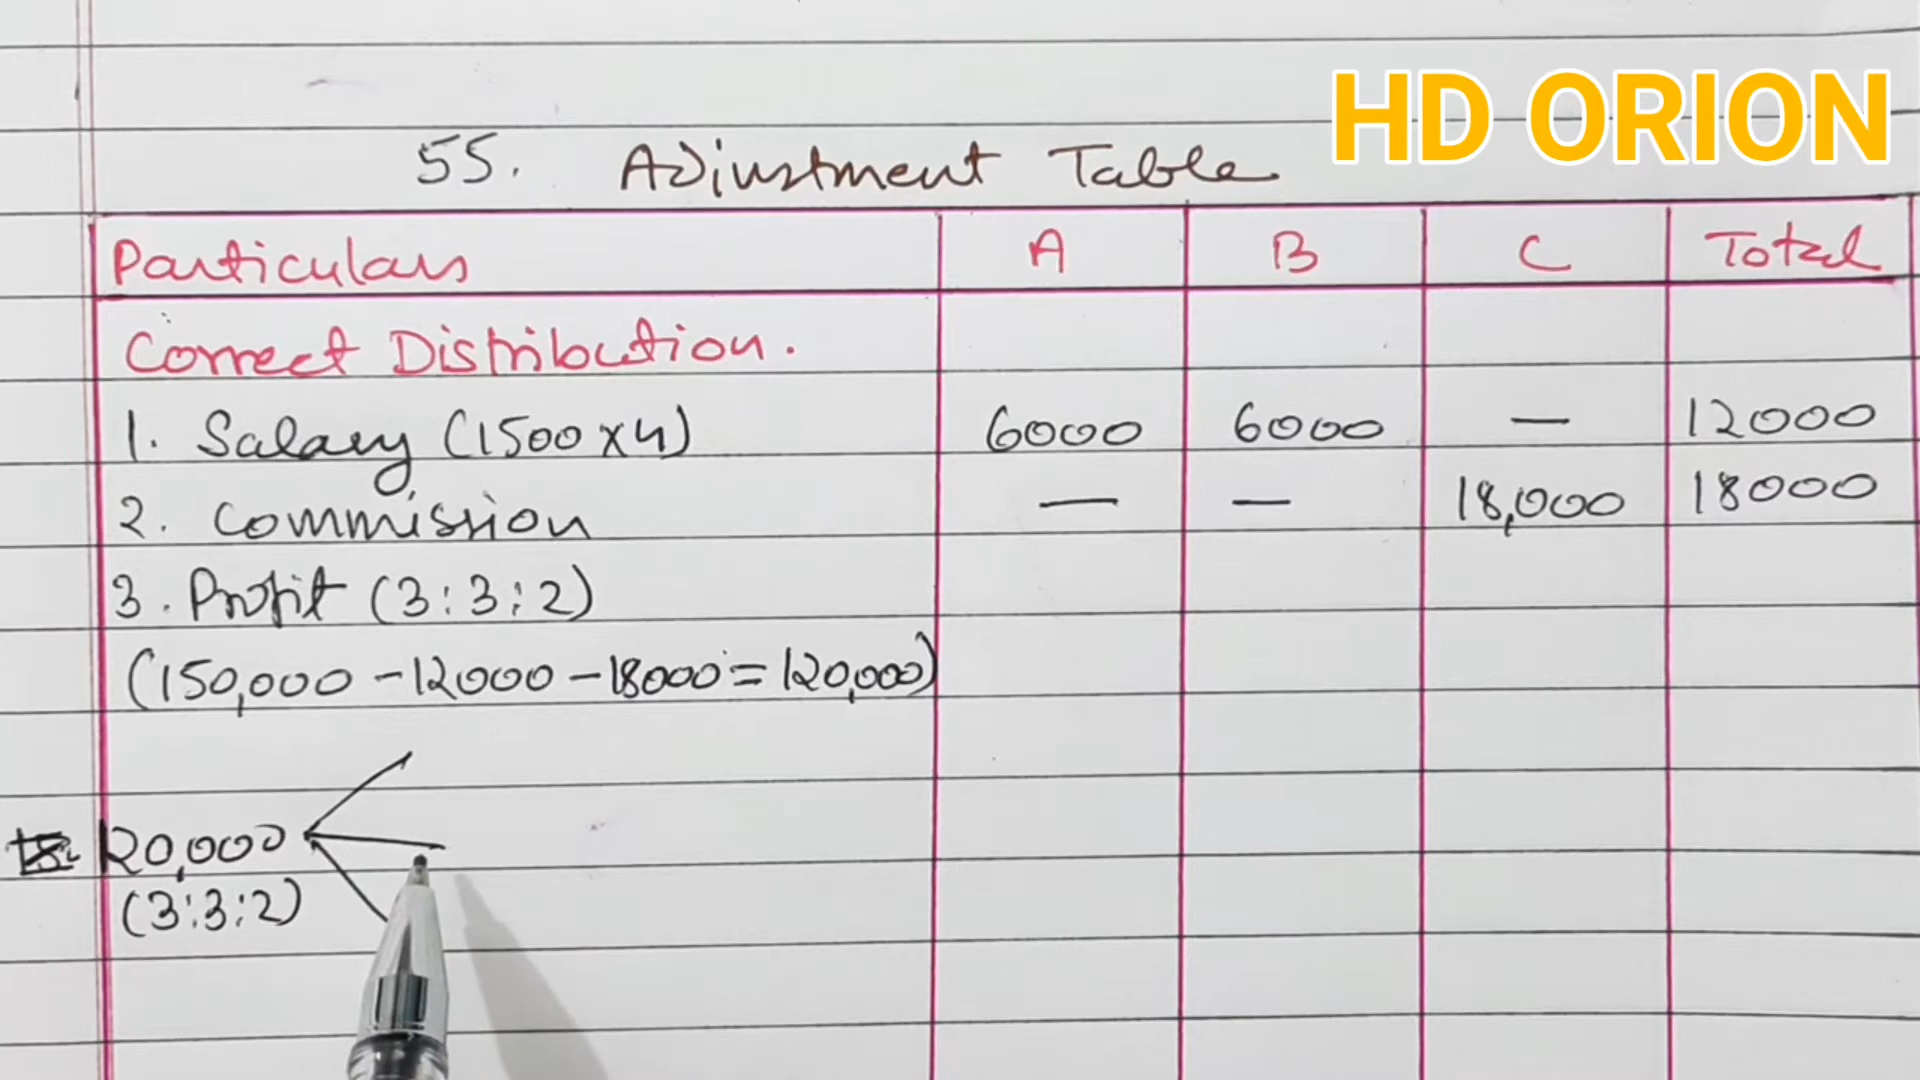 HD ORION
55. Adjustment Table
Particulars A B C Total
Correct Distribution.
1. Salary (1500x4) 6000 6000 — 12000
2. Commission — — 18,000 18000
3. Profit (3:3:2)
(150,000 - 12000 - 18000 = 120,000)
120,000
(3:3:2)